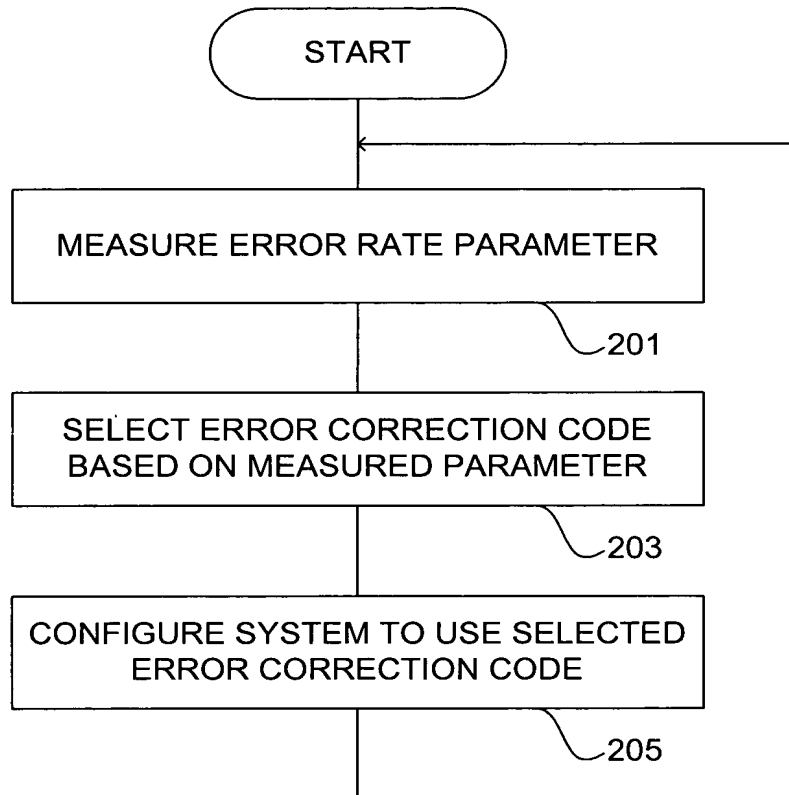 START
MEASURE ERROR RATE PARAMETER
201
SELECT ERROR CORRECTION CODE
BASED ON MEASURED PARAMETER
203
CONFIGURE SYSTEM TO USE SELECTED
ERROR CORRECTION CODE
205